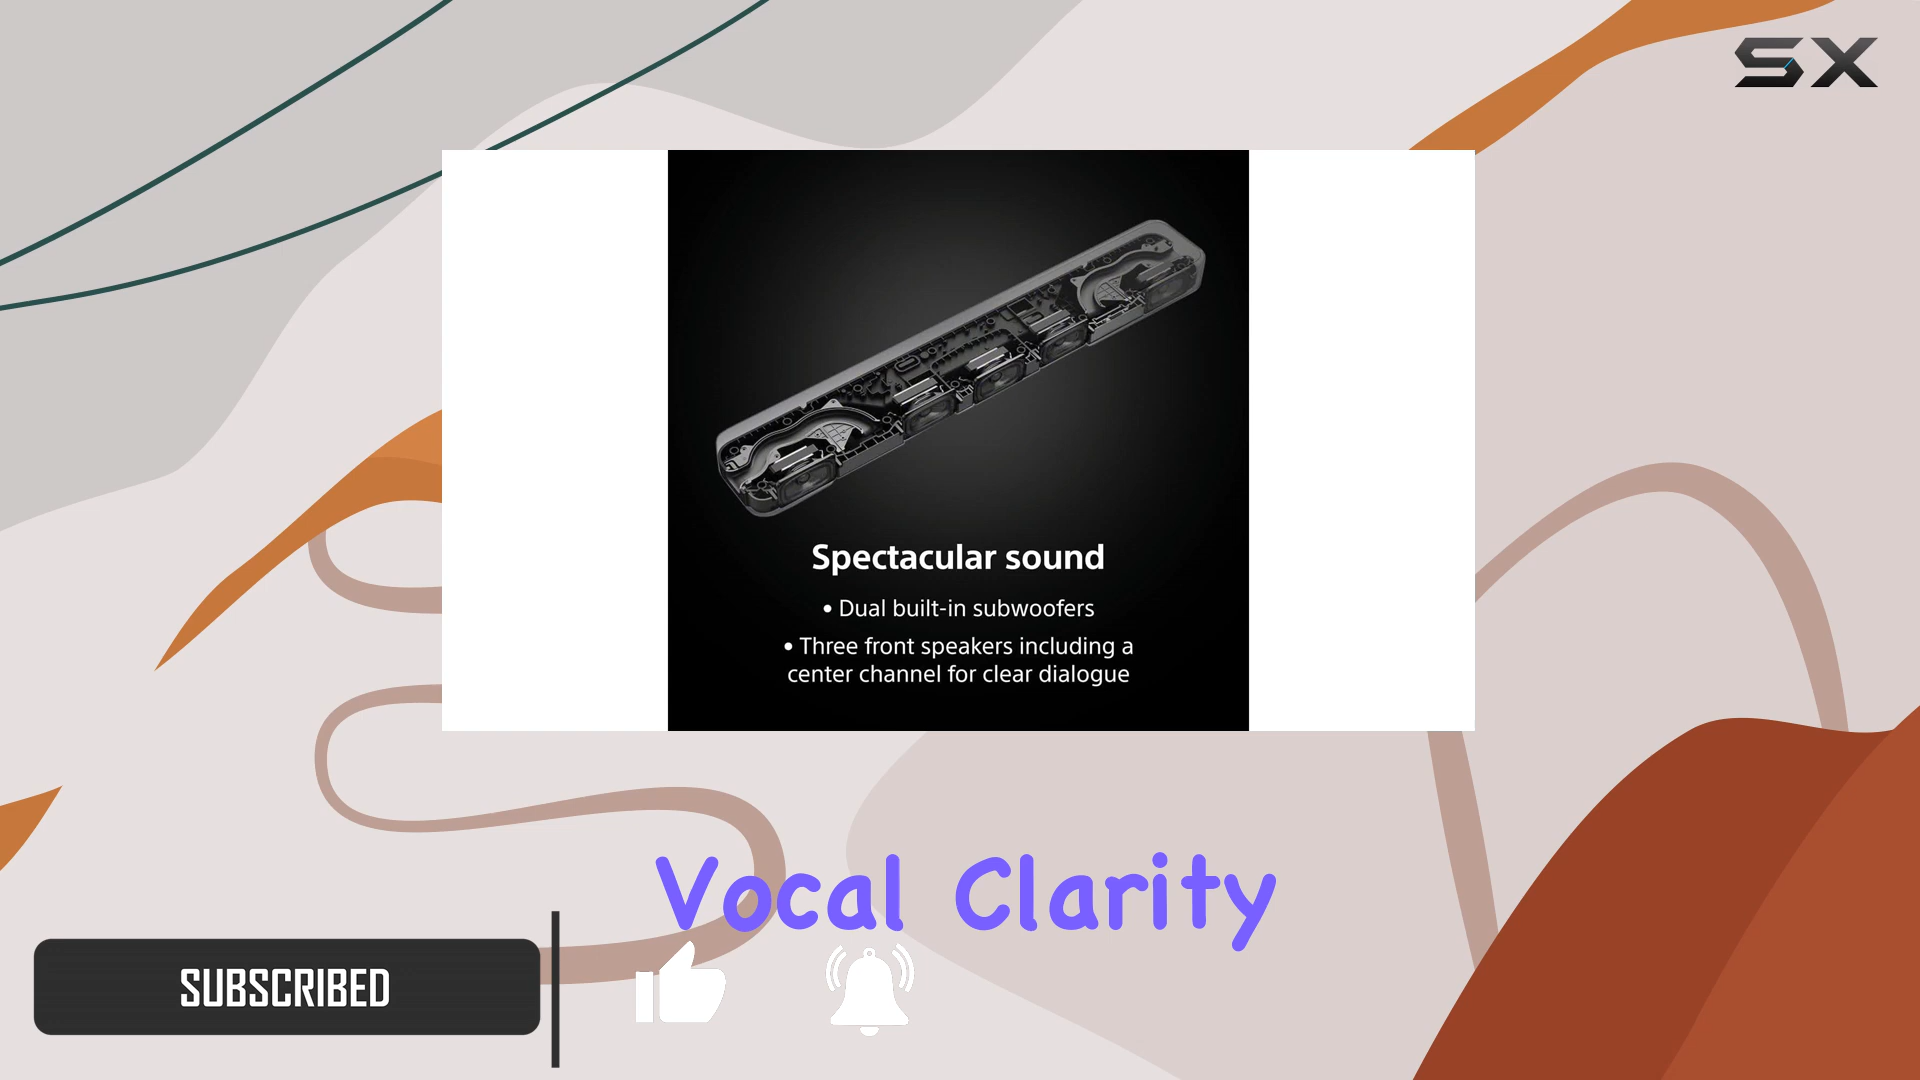 SX
Spectacular sound
• Dual built-in subwoofers
• Three front speakers including a
center channel for clear dialogue
Vocal Clarity
SUBSCRIBED